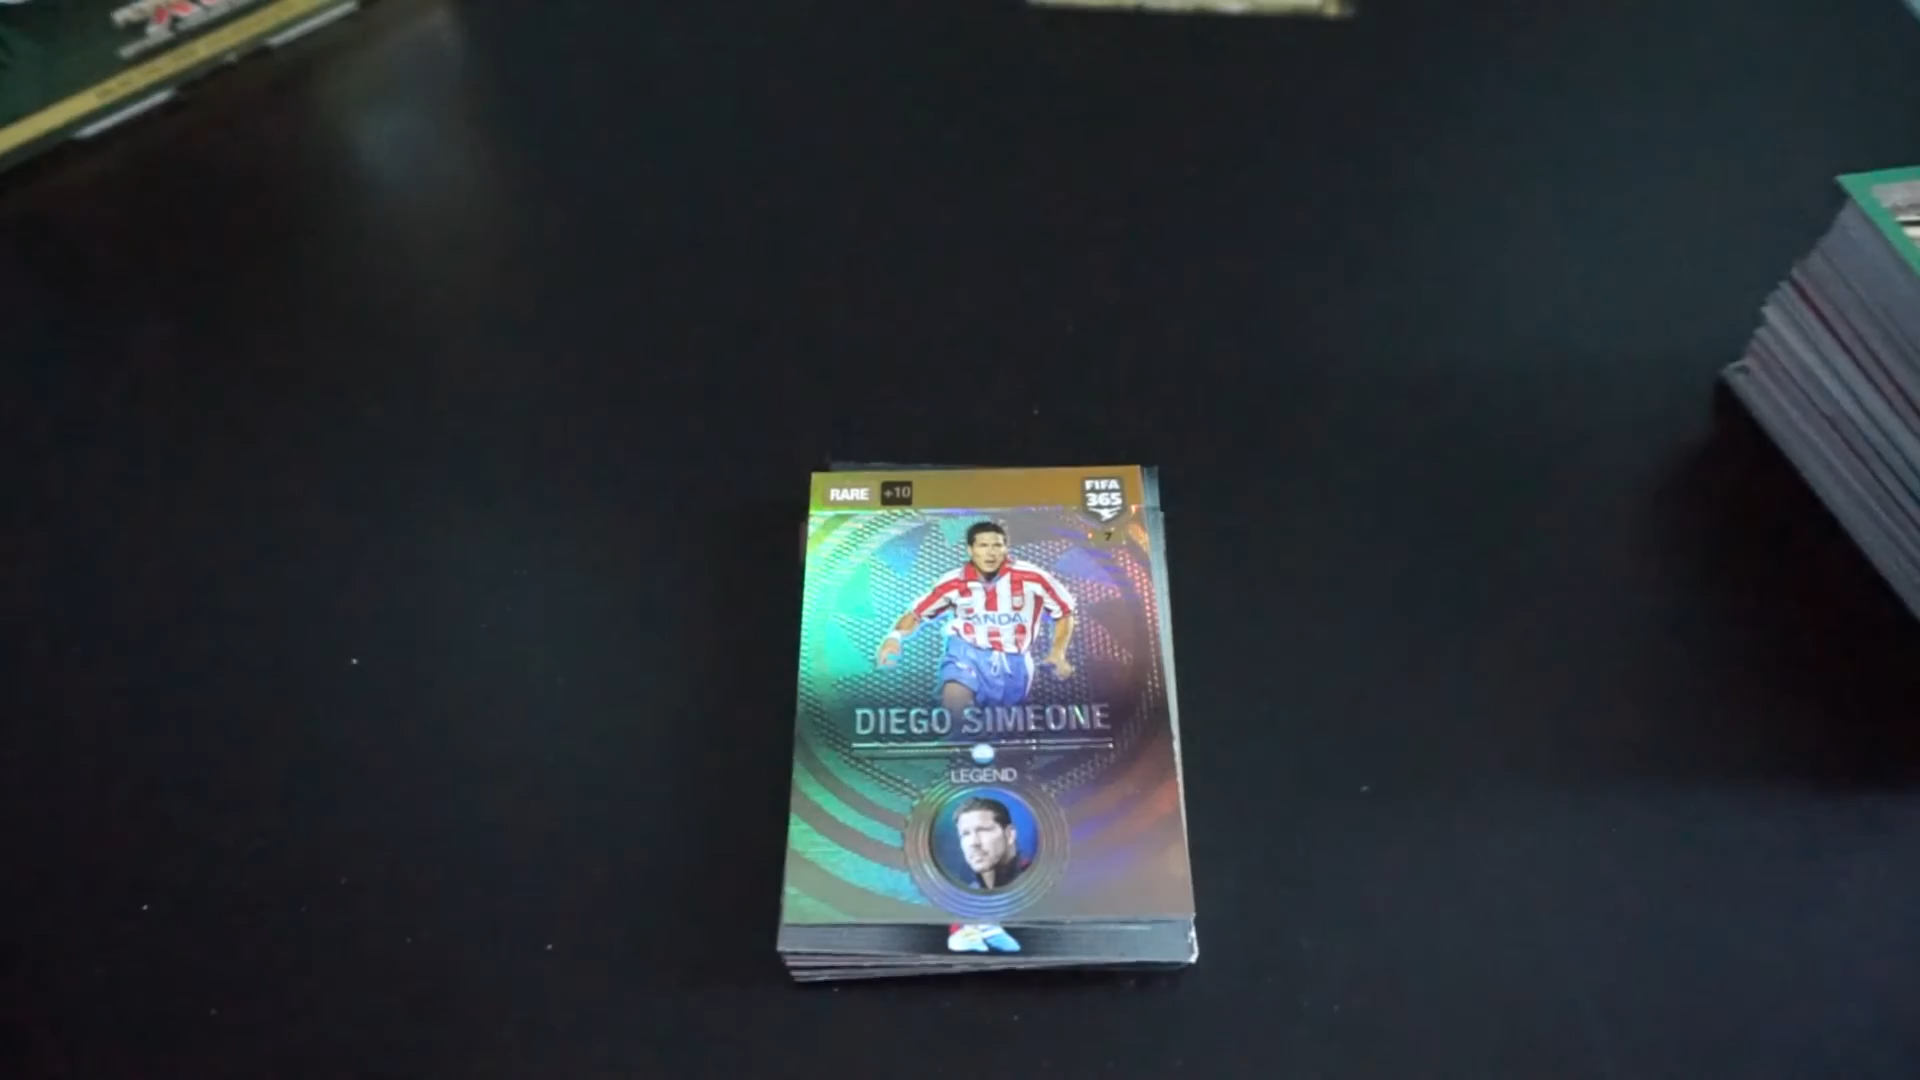 RARE +10
FIFA
365
7
DIEGO SIMEONE
LEGEND